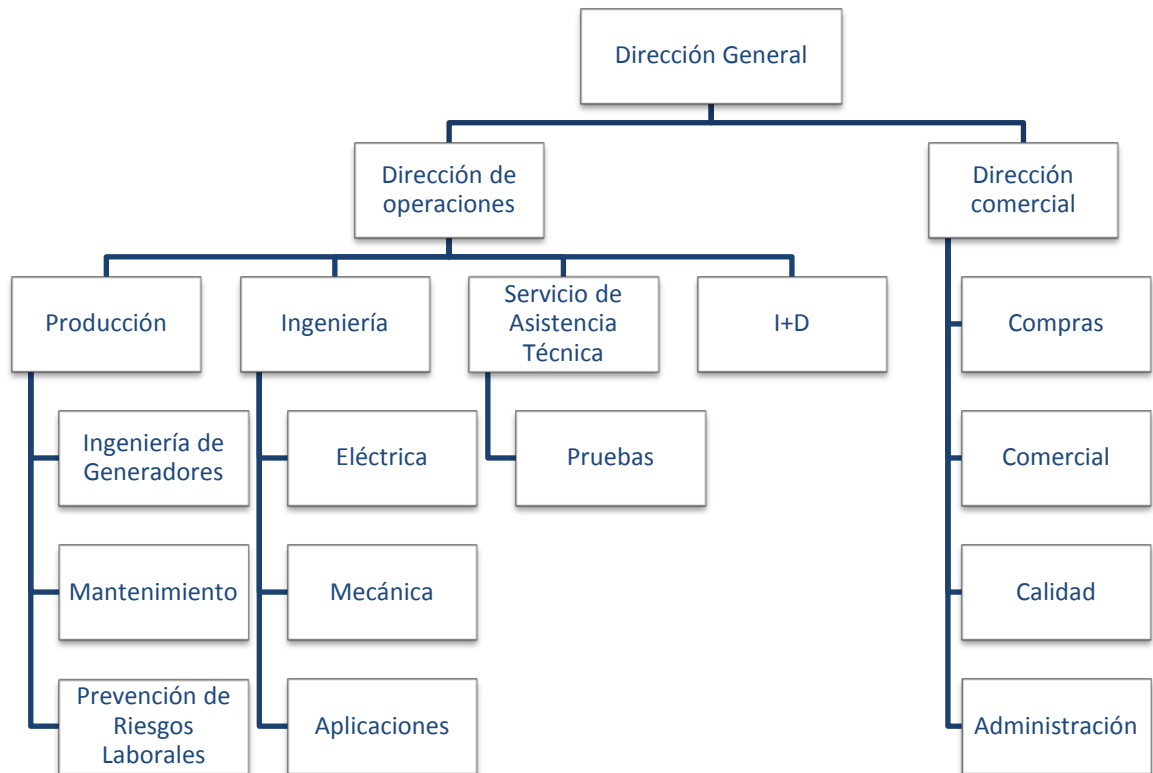 Dirección General
Dirección de
operaciones
Dirección
comercial
Producción
Ingeniería
Servicio de
Asistencia
Técnica
I+D
Compras
Ingeniería de
Generadores
Eléctrica
Pruebas
Comercial
Mantenimiento
Mecánica
Calidad
Prevención de
Riesgos
Laborales
Aplicaciones
Administración